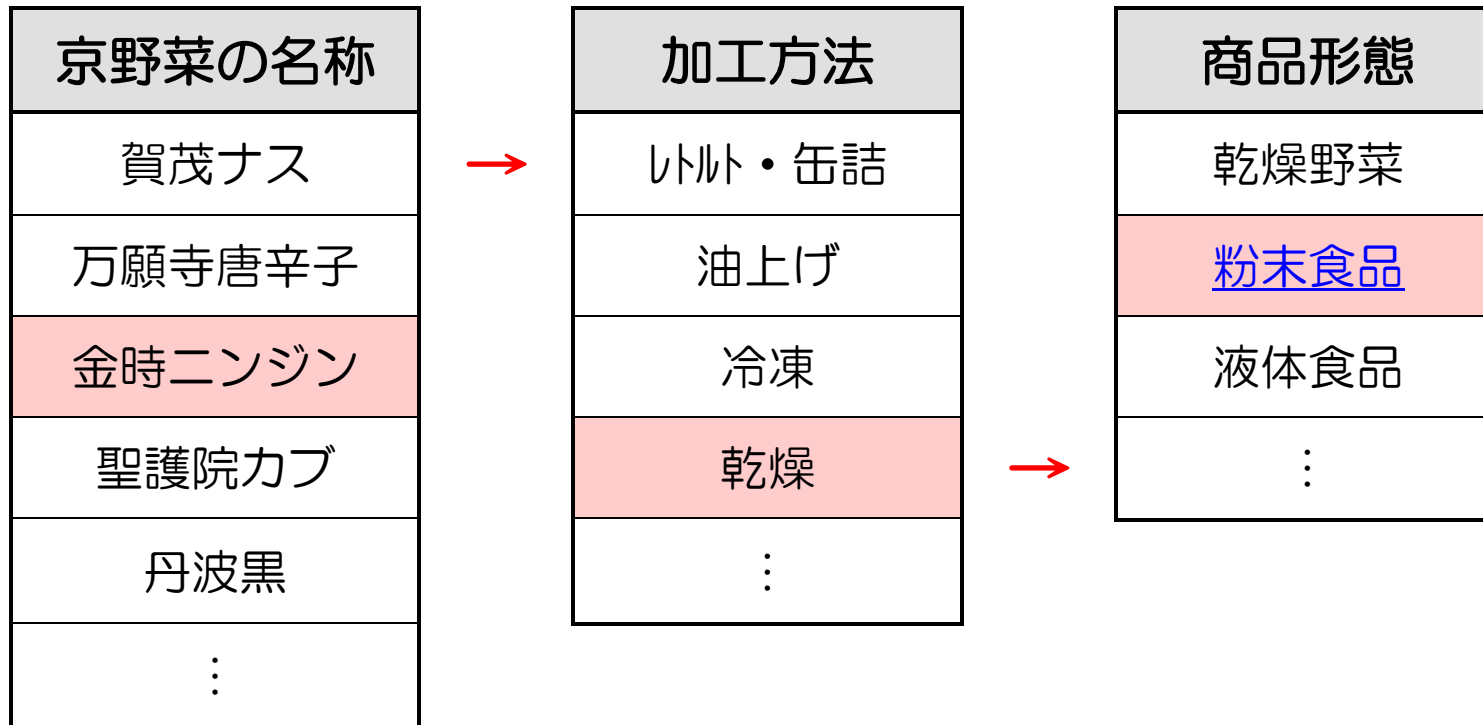 京野菜の名称
賀茂ナス
万願寺唐辛子
金時ニンジン
聖護院カブ
丹波黒
⋮
→
加工方法
ﾚﾄﾙﾄ・缶詰
油上げ
冷凍
乾燥
⋮
→
商品形態
乾燥野菜
粉末食品
液体食品
⋮